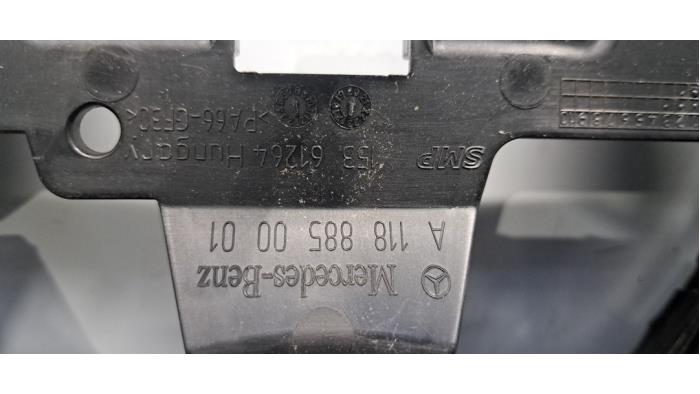 Mercedes-Benz
A 118 885 00 01
SMP 153 61264 Hungary
>PA66-GF30<